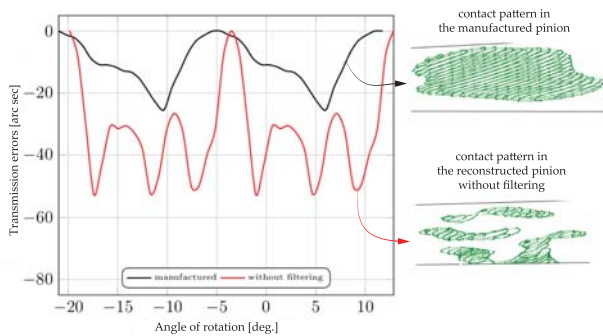 contact pattern in
the manufactured pinion
0
−20
−40
−60
−80
Transmission errors [arc sec]
manufactured
without filtering
−20
−15
−10
−5
0
5
10
Angle of rotation [deg.]
contact pattern in
the reconstructed pinion
without filtering